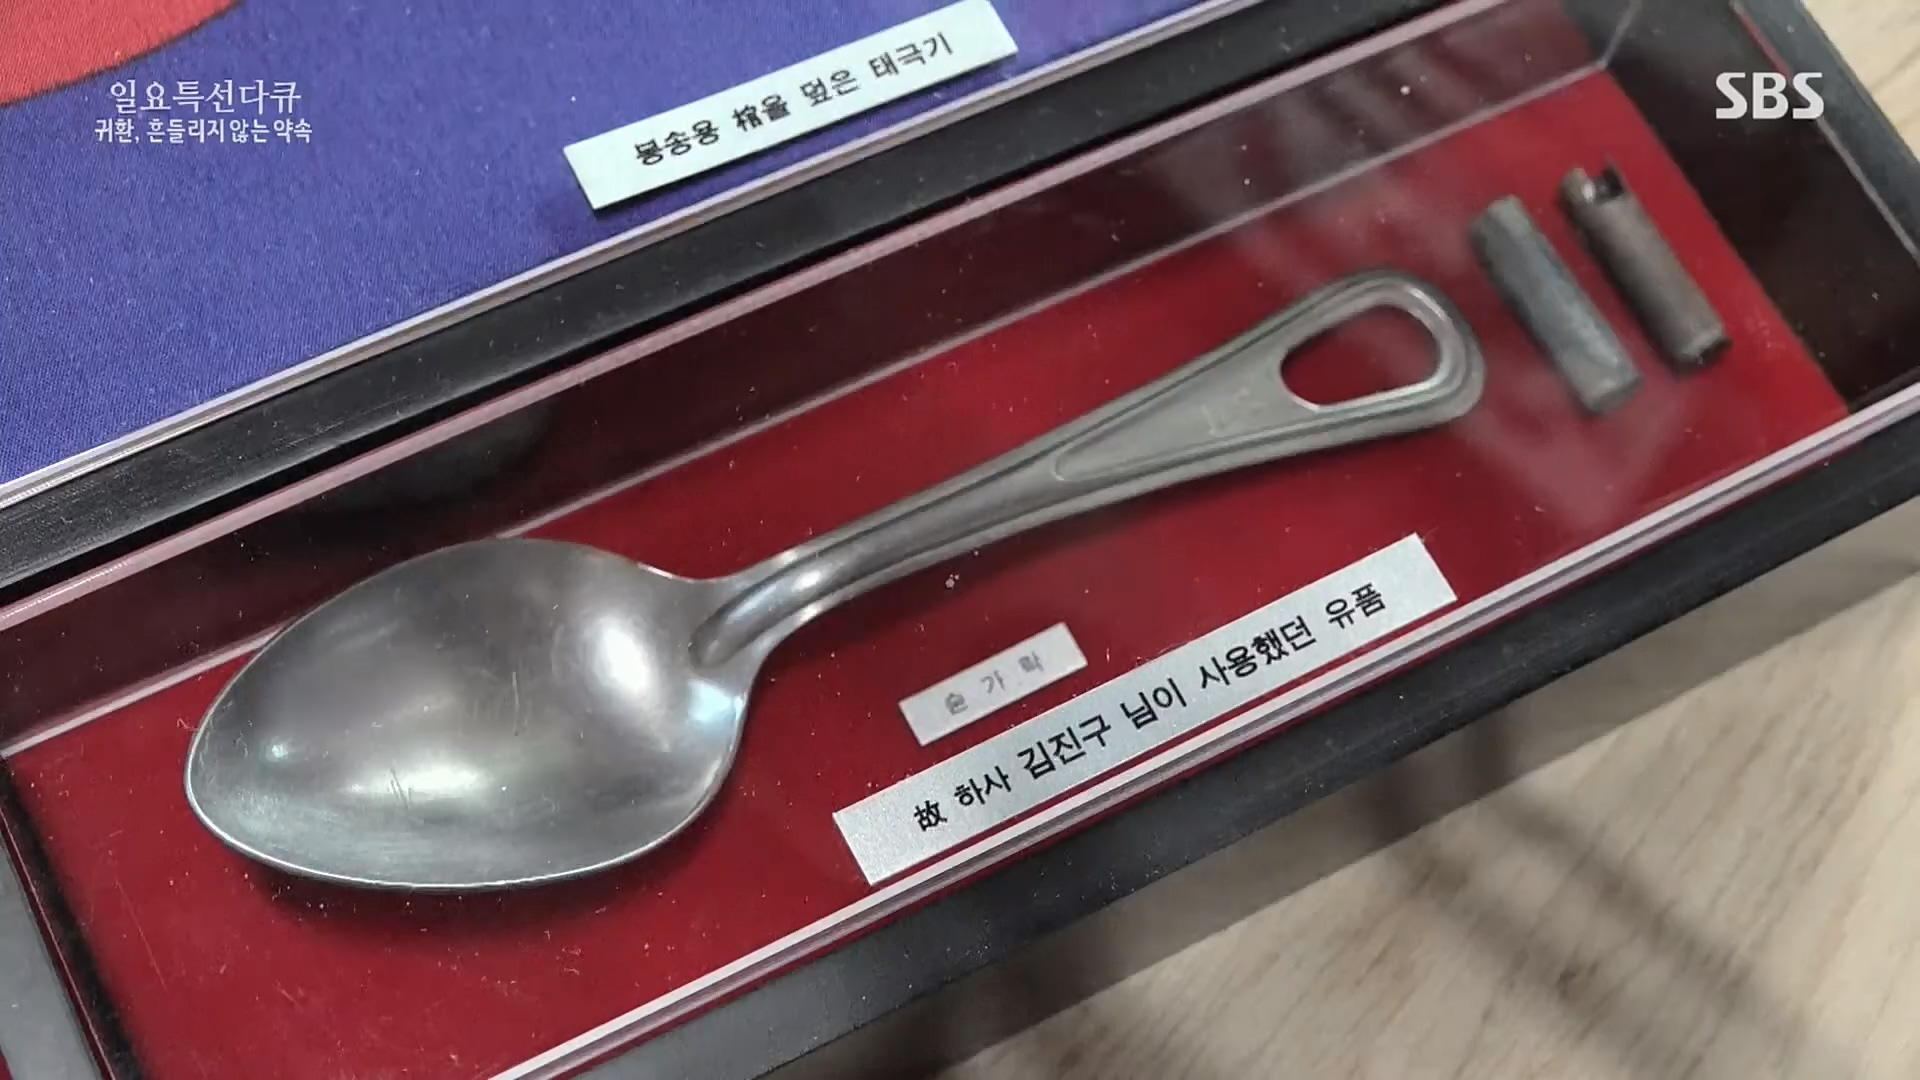 일요특선다큐
귀환, 흔들리지 않는 약속
SBS
봉송용 棺을 덮은 태극기
숟가락
故 하사 김진구 님이 사용했던 유품